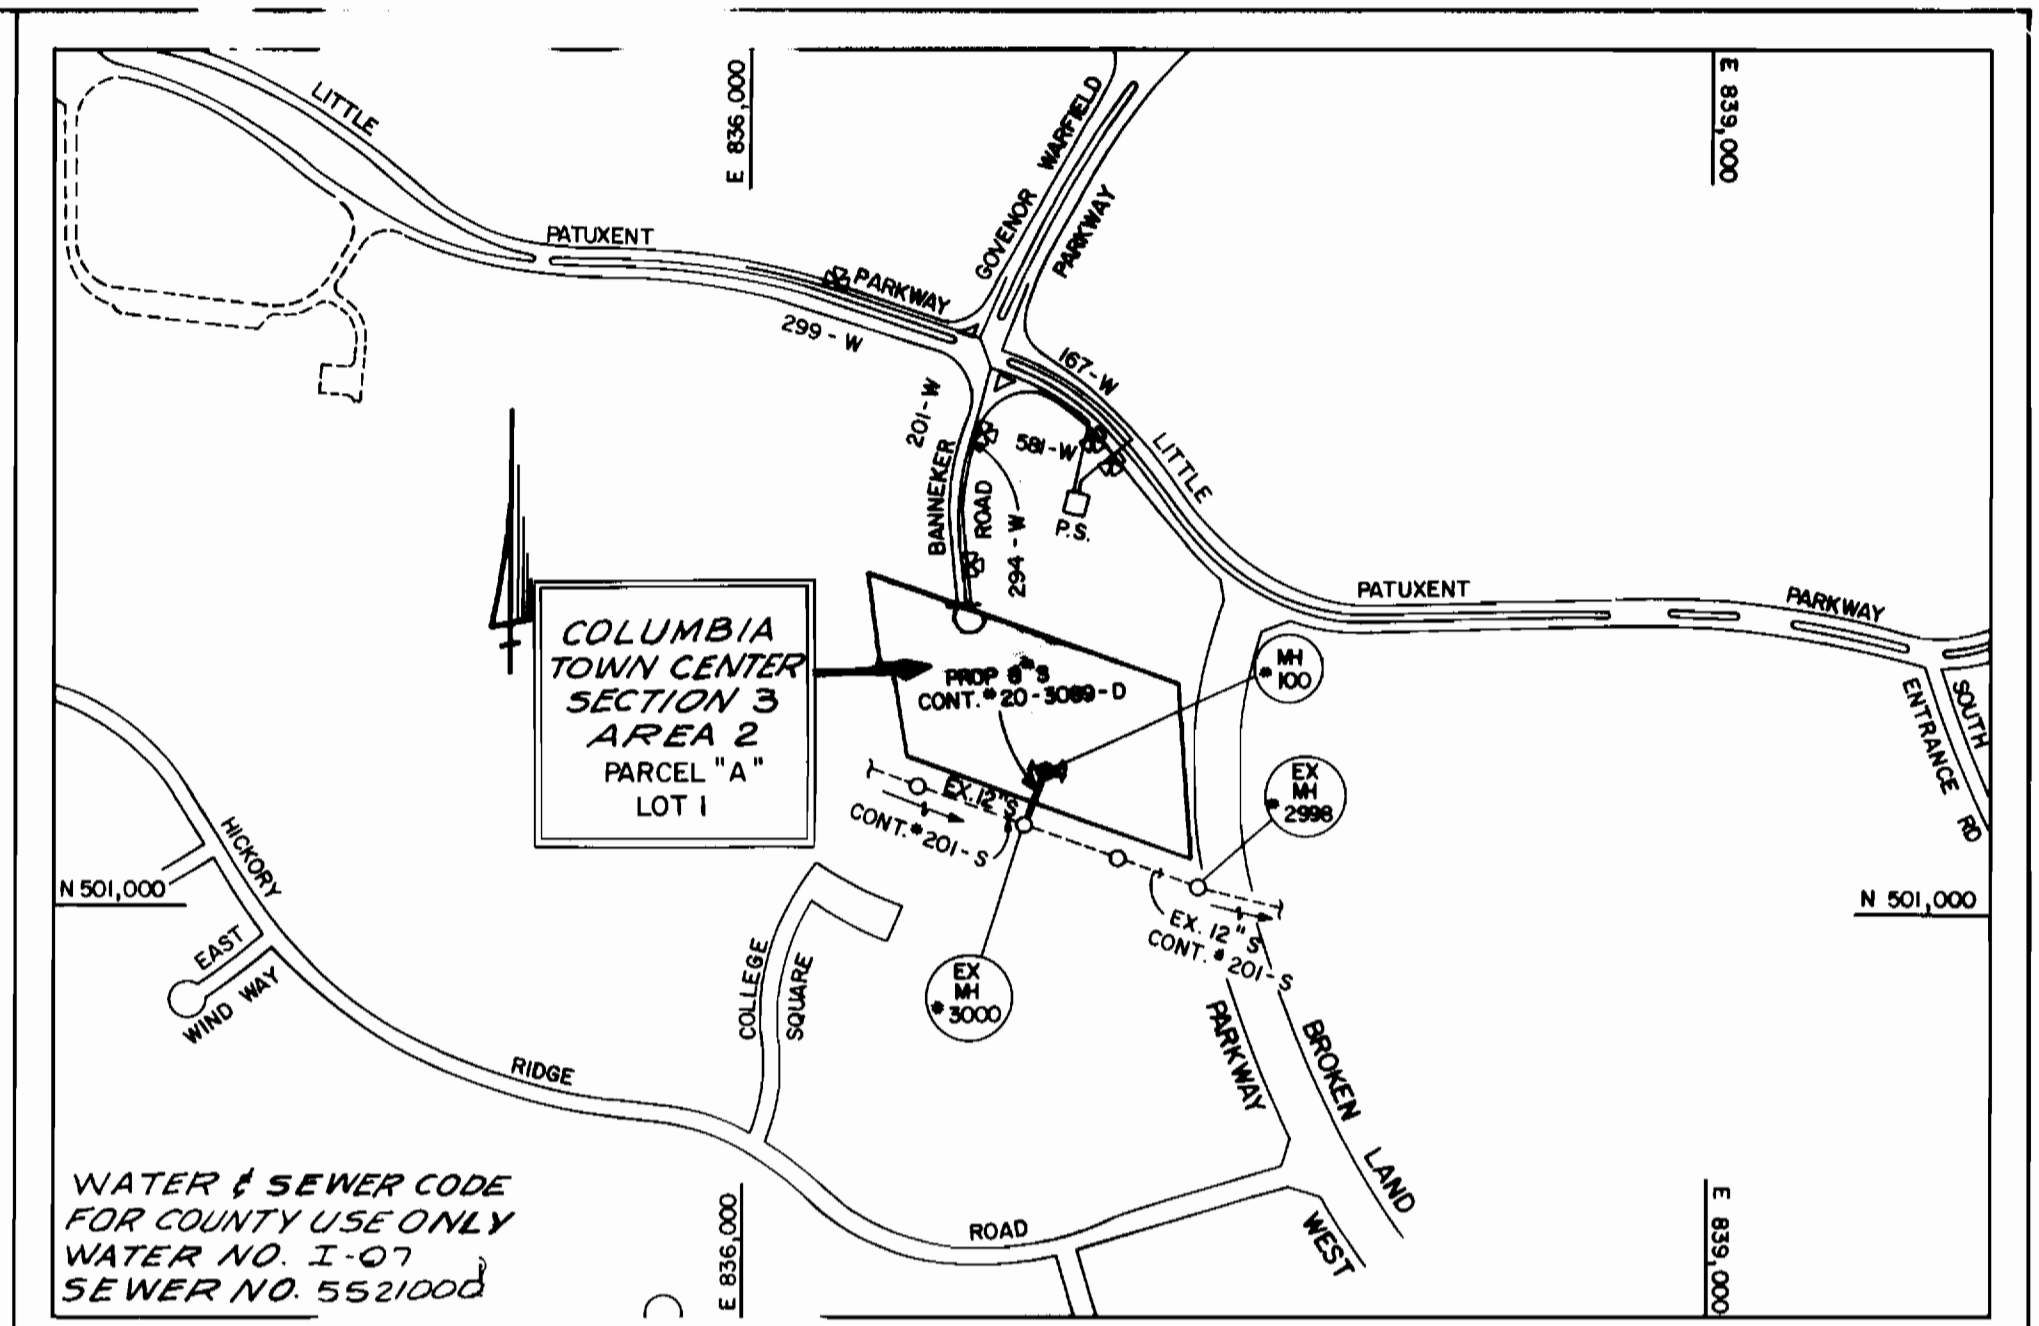 E 836,000
E 839,000
LITTLE
PATUXENT
PARKWAY
GOVENOR WARFIELD
PARKWAY
299-W
167-W
201-W
581-W
LITTLE
BANNEKER
ROAD
294-W
P.S.
PATUXENT
PARKWAY
COLUMBIA
TOWN CENTER
SECTION 3
AREA 2
PARCEL "A"
LOT 1
PROP 8"S
CONT.#20-3089-D
MH
#100
SOUTH
ENTRANCE RD
EX.12"S
CONT.#201-S
EX
MH
#2998
HICKORY
N 501,000
N 501,000
EX. 12"S
CONT.#201-S
EAST
WIND WAY
COLLEGE
SQUARE
EX
MH
#3000
PARKWAY
BROKEN LAND
RIDGE
ROAD
WEST
WATER & SEWER CODE
FOR COUNTY USE ONLY
WATER NO. I-07
SEWER NO. 5521000
E 836,000
E 839,000